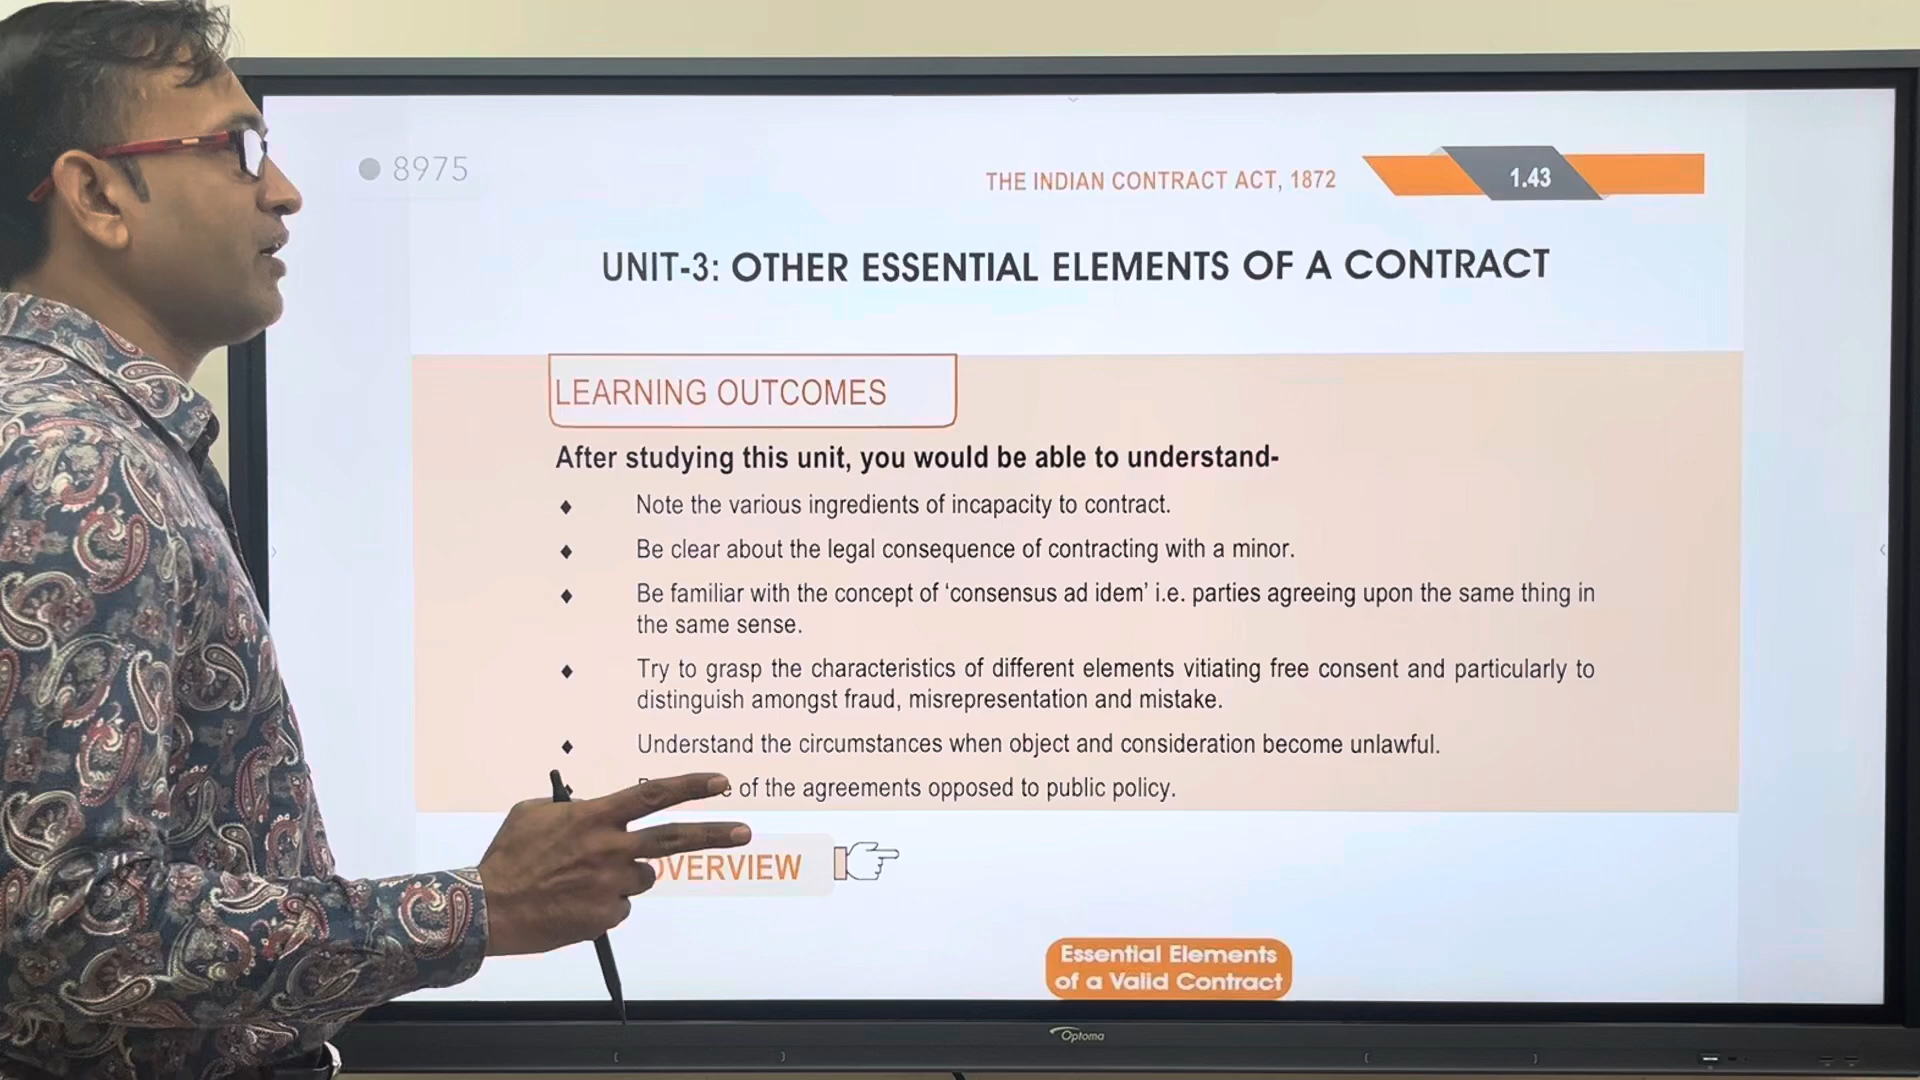 8975
THE INDIAN CONTRACT ACT, 1872
1.43
UNIT-3: OTHER ESSENTIAL ELEMENTS OF A CONTRACT
LEARNING OUTCOMES
After studying this unit, you would be able to understand-
♦ Note the various ingredients of incapacity to contract.
♦ Be clear about the legal consequence of contracting with a minor.
♦ Be familiar with the concept of ‘consensus ad idem’ i.e. parties agreeing upon the same thing in
the same sense.
♦ Try to grasp the characteristics of different elements vitiating free consent and particularly to
distinguish amongst fraud, misrepresentation and mistake.
♦ Understand the circumstances when object and consideration become unlawful.
of the agreements opposed to public policy.
OVERVIEW
Essential Elements
of a Valid Contract
Optoma